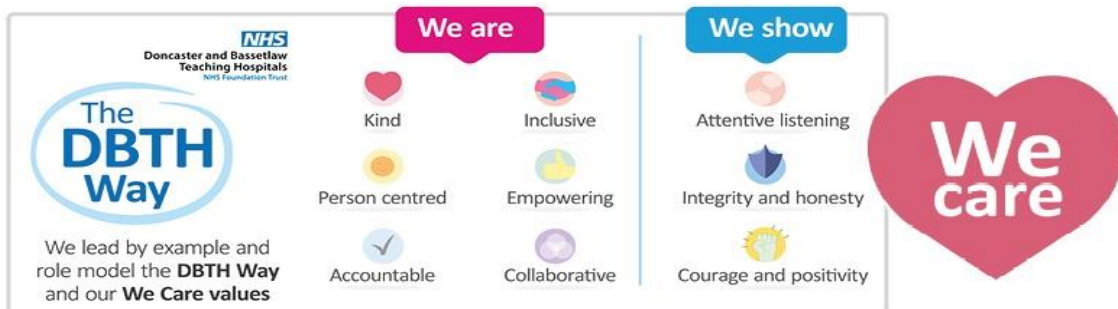 NHS
Doncaster and Bassetlaw
Teaching Hospitals
NHS Foundation Trust
The
DBTH
Way
We lead by example and
role model the DBTH Way
and our We Care values
We are
Kind
Inclusive
Person centred
Empowering
Accountable
Collaborative
We show
Attentive listening
Integrity and honesty
Courage and positivity
We
care